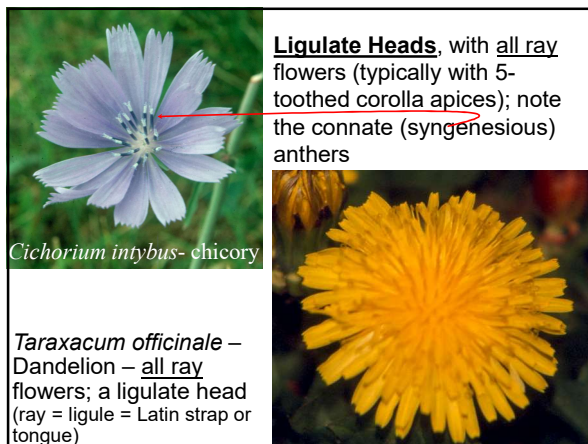 Ligulate Heads, with all ray
flowers (typically with 5-
toothed corolla apices); note
the connate (syngenesious)
anthers
Cichorium intybus- chicory
Taraxacum officinale –
Dandelion – all ray
flowers; a ligulate head
(ray = ligule = Latin strap or
tongue)